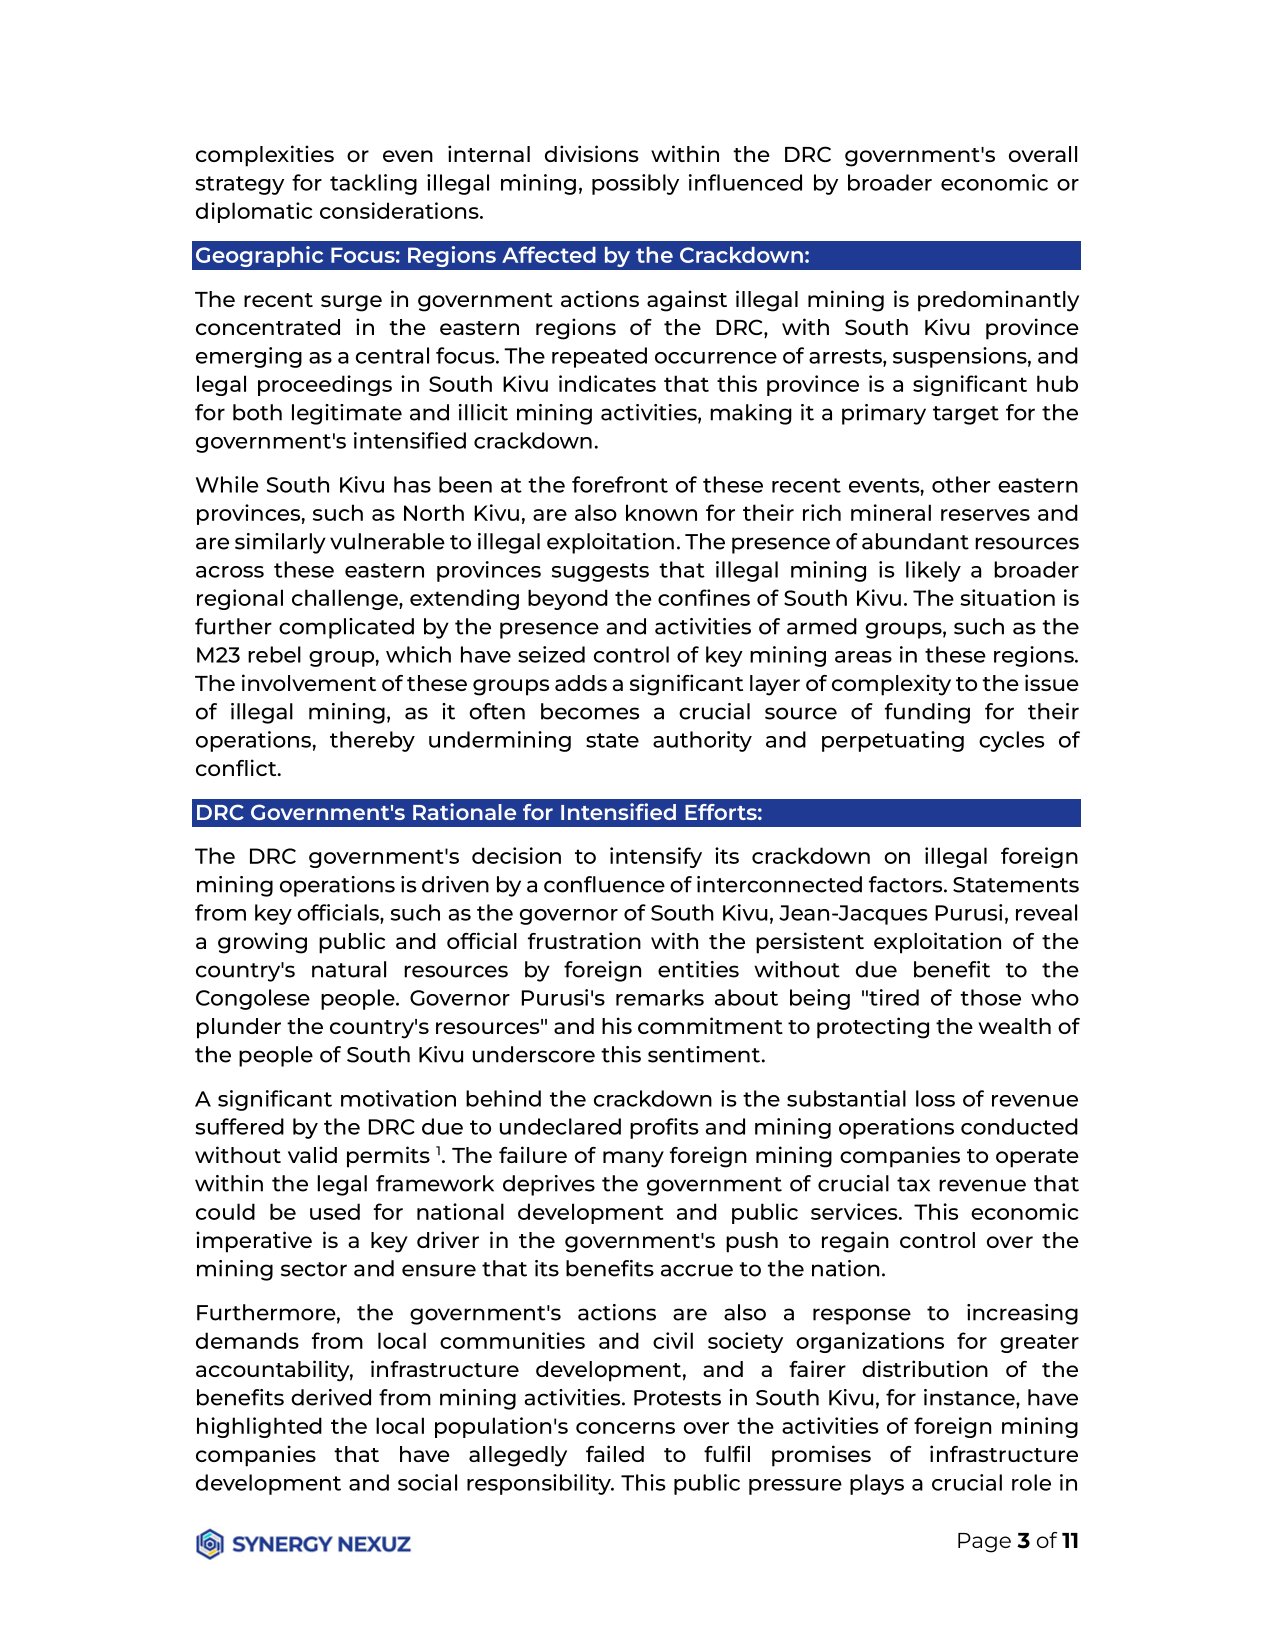 complexities or even internal divisions within the DRC government's overall
strategy for tackling illegal mining, possibly influenced by broader economic or
diplomatic considerations.
Geographic Focus: Regions Affected by the Crackdown:
The recent surge in government actions against illegal mining is predominantly
concentrated in the eastern regions of the DRC, with South Kivu province
emerging as a central focus. The repeated occurrence of arrests, suspensions, and
legal proceedings in South Kivu indicates that this province is a significant hub
for both legitimate and illicit mining activities, making it a primary target for the
government's intensified crackdown.
While South Kivu has been at the forefront of these recent events, other eastern
provinces, such as North Kivu, are also known for their rich mineral reserves and
are similarly vulnerable to illegal exploitation. The presence of abundant resources
across these eastern provinces suggests that illegal mining is likely a broader
regional challenge, extending beyond the confines of South Kivu. The situation is
further complicated by the presence and activities of armed groups, such as the
M23 rebel group, which have seized control of key mining areas in these regions.
The involvement of these groups adds a significant layer of complexity to the issue
of illegal mining, as it often becomes a crucial source of funding for their
operations, thereby undermining state authority and perpetuating cycles of
conflict.
DRC Government's Rationale for Intensified Efforts:
The DRC government's decision to intensify its crackdown on illegal foreign
mining operations is driven by a confluence of interconnected factors. Statements
from key officials, such as the governor of South Kivu, Jean-Jacques Purusi, reveal
a growing public and official frustration with the persistent exploitation of the
country's natural resources by foreign entities without due benefit to the
Congolese people. Governor Purusi's remarks about being "tired of those who
plunder the country's resources" and his commitment to protecting the wealth of
the people of South Kivu underscore this sentiment.
A significant motivation behind the crackdown is the substantial loss of revenue
suffered by the DRC due to undeclared profits and mining operations conducted
without valid permits ¹. The failure of many foreign mining companies to operate
within the legal framework deprives the government of crucial tax revenue that
could be used for national development and public services. This economic
imperative is a key driver in the government's push to regain control over the
mining sector and ensure that its benefits accrue to the nation.
Furthermore, the government's actions are also a response to increasing
demands from local communities and civil society organizations for greater
accountability, infrastructure development, and a fairer distribution of the
benefits derived from mining activities. Protests in South Kivu, for instance, have
highlighted the local population's concerns over the activities of foreign mining
companies that have allegedly failed to fulfil promises of infrastructure
development and social responsibility. This public pressure plays a crucial role in
SYNERGY NEXUZ
Page 3 of 11